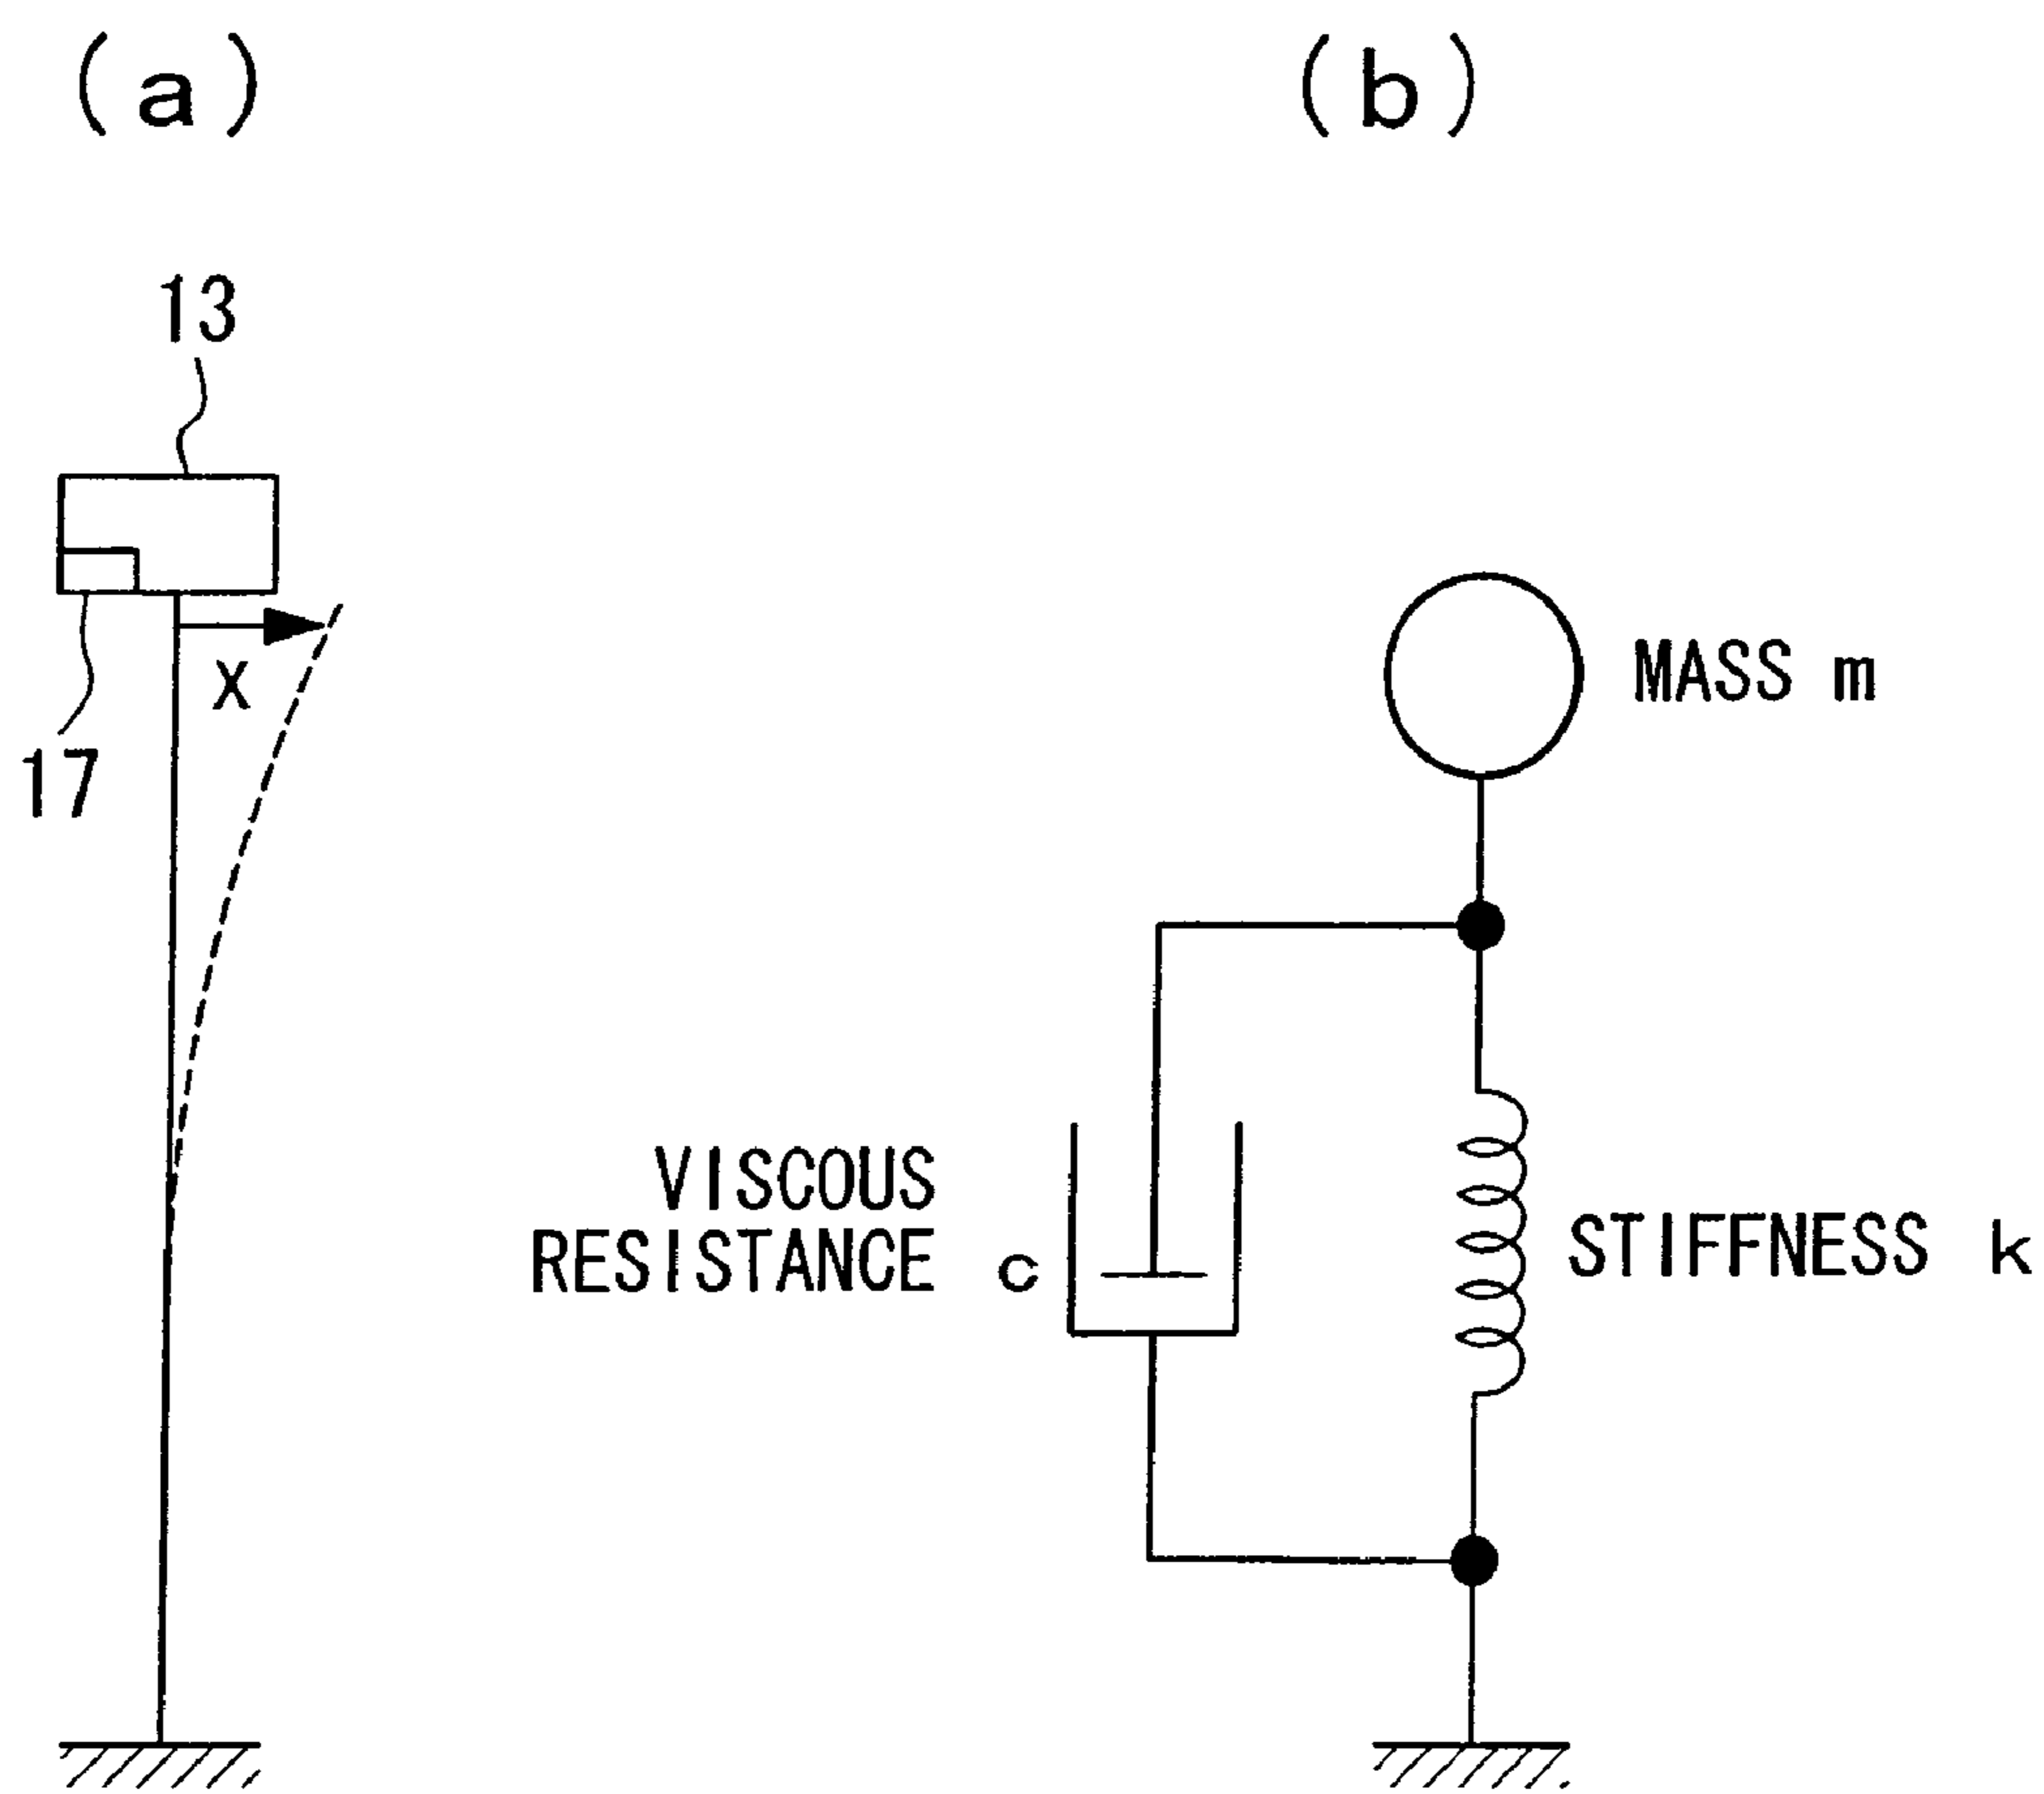 (a)
(b)
13
X
17
MASS m
VISCOUS
RESISTANCE c
STIFFNESS k